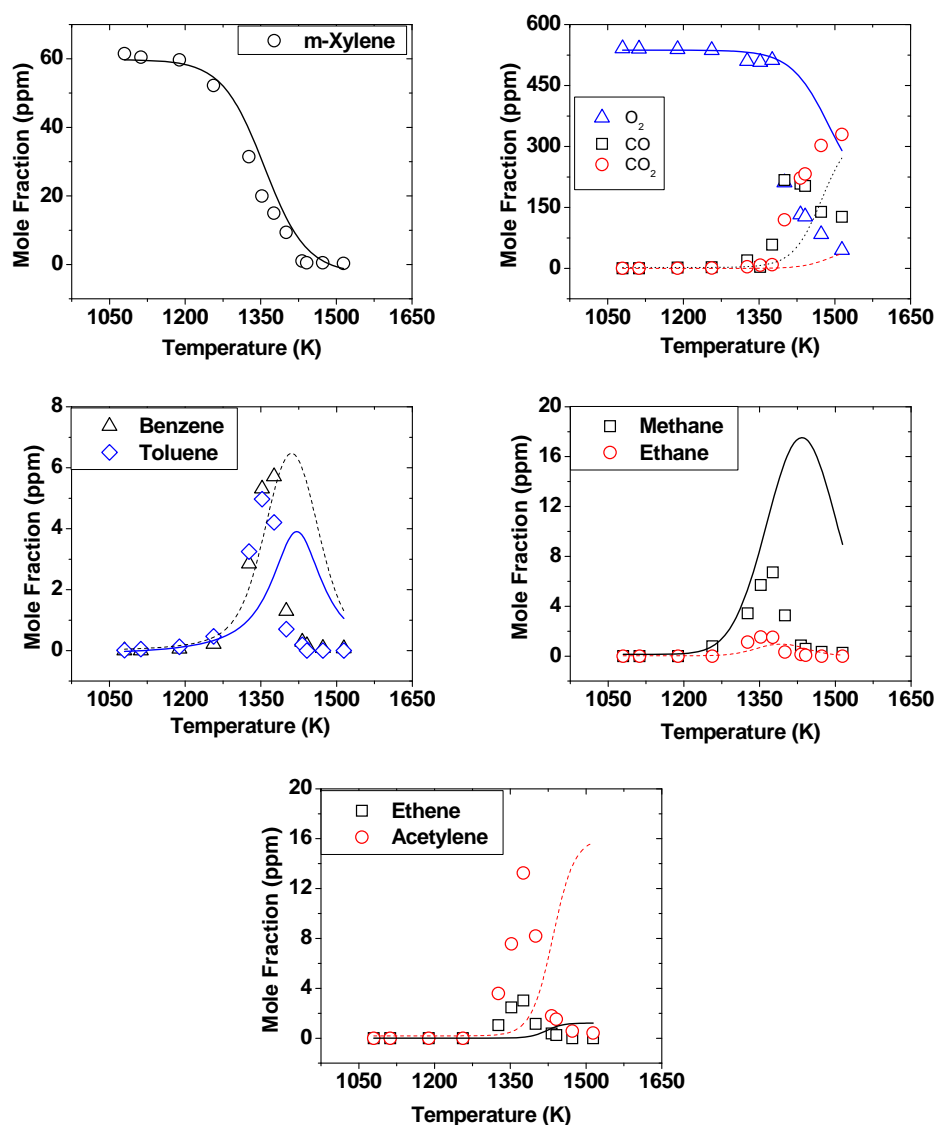 m-Xylene
Mole Fraction (ppm)
60
40
20
0
1050 1200 1350 1500 1650
Temperature (K)
O2
CO
CO2
Mole Fraction (ppm)
600
450
300
150
0
1050 1200 1350 1500 1650
Temperature (K)
Benzene
Toluene
Mole Fraction (ppm)
8
6
4
2
0
1050 1200 1350 1500 1650
Temperature (K)
Methane
Ethane
Mole Fraction (ppm)
20
16
12
8
4
0
1050 1200 1350 1500 1650
Temperature (K)
Ethene
Acetylene
Mole Fraction (ppm)
20
16
12
8
4
0
1050 1200 1350 1500 1650
Temperature (K)